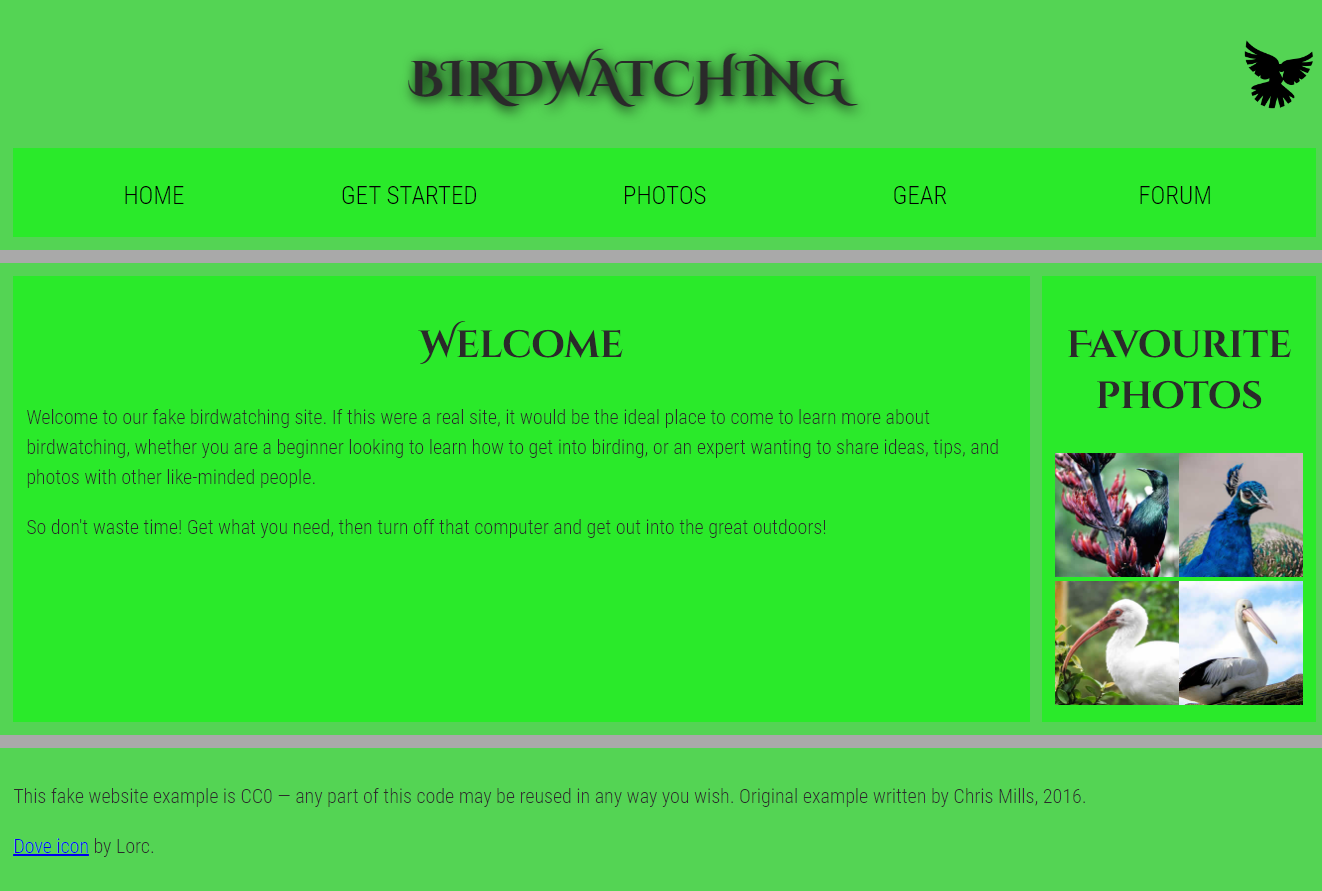 BIRDWATCHING
HOME
GET STARTED
PHOTOS
GEAR
FORUM
Welcome
Welcome to our fake birdwatching site. If this were a real site, it would be the ideal place to come to learn more about
birdwatching, whether you are a beginner looking to learn how to get into birding, or an expert wanting to share ideas, tips, and
photos with other like-minded people.
So don't waste time! Get what you need, then turn off that computer and get out into the great outdoors!
Favourite
photos
This fake website example is CC0 — any part of this code may be reused in any way you wish. Original example written by Chris Mills, 2016.
Dove icon by Lorc.